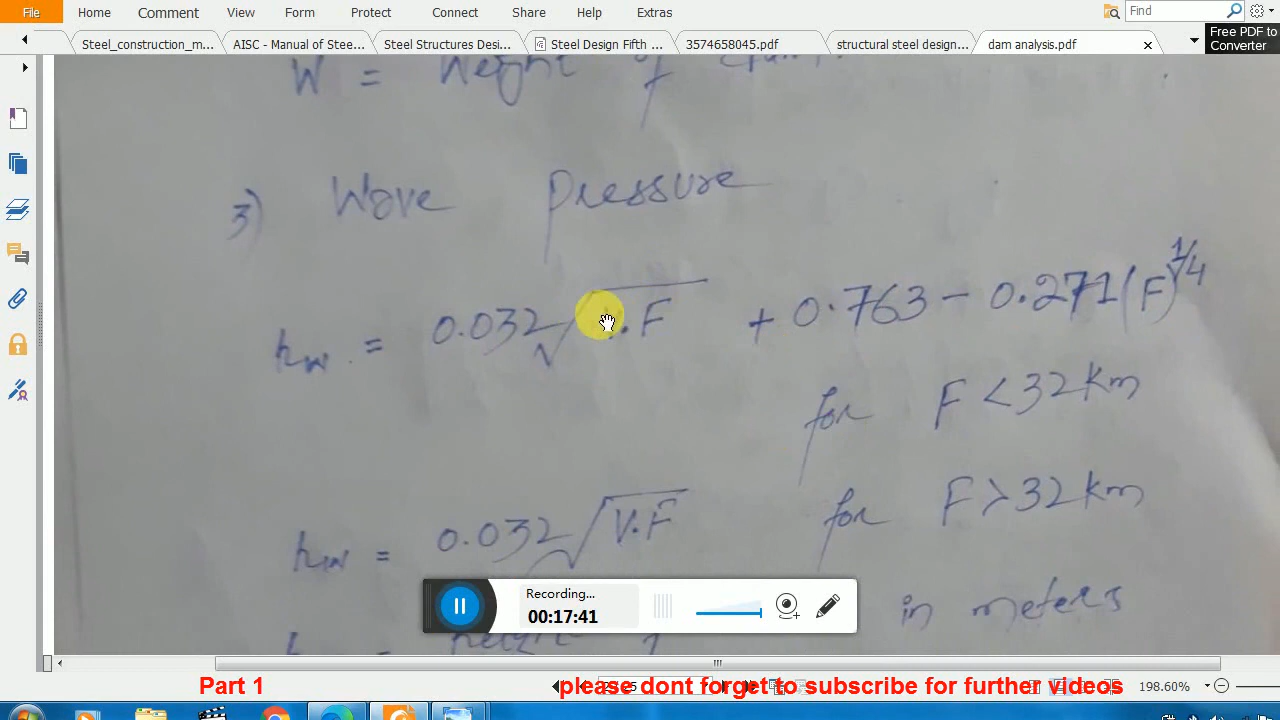 File Home Comment View Form Protect Connect Share Help Extras Find
Free PDF to Converter
Steel_construction_m... AISC - Manual of Stee... Steel Structures Desi... Steel Design Fifth ... 3574658045.pdf structural steel design... dam analysis.pdf
W = Weight of
3) Wave Pressure
hw = 0.032 √ .F + 0.763 - 0.271 (F)^1/4
for F < 32 km
hw = 0.032 √V.F for F > 32 km
in meters
height
Recording...
00:17:41
Part 1
please dont forget to subscribe for further videos
198.60%